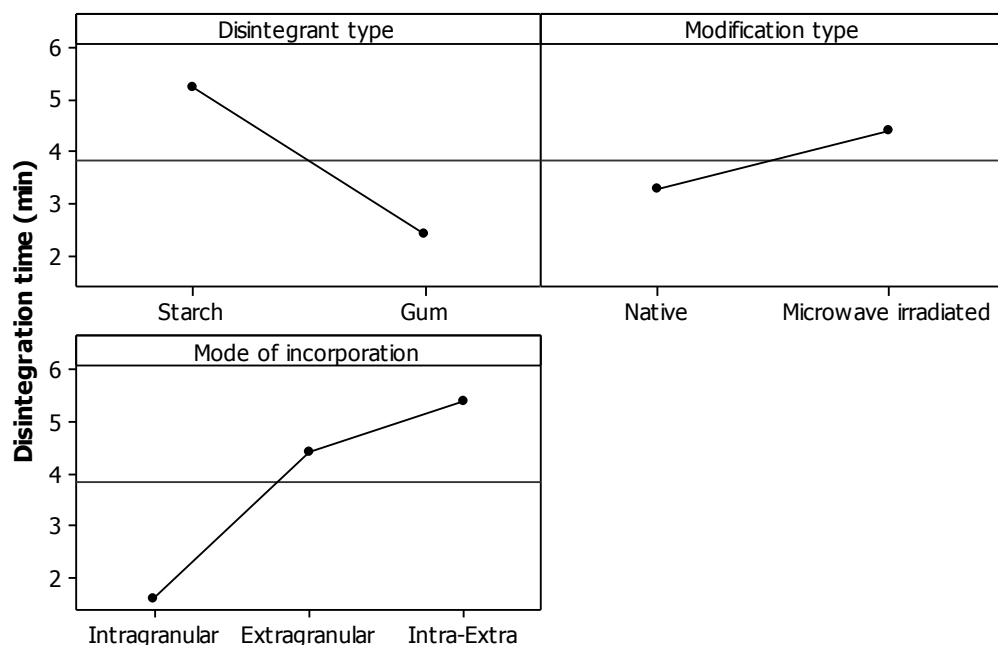 Disintegration time (min)
Disintegrant type
Modification type
6
5
4
3
2
Starch
Gum
Native
Microwave irradiated
Mode of incorporation
6
5
4
3
2
Intragranular
Extragranular
Intra-Extra